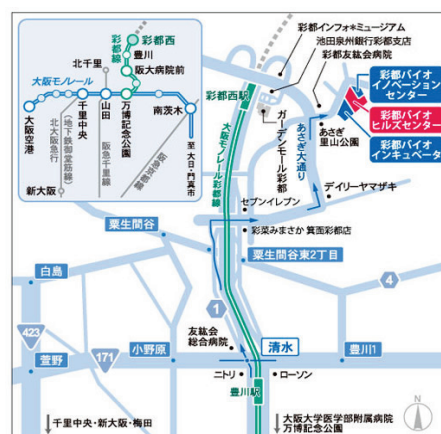 彩都西
彩都線
豊川
阪大病院前
北千里
大阪モノレール
大阪空港
千里中央
山田
万博記念公園
南茨木
(地下鉄御堂筋線)
北大阪急行
阪急千里線
阪急京都線
至 大日・門真市
新大阪
彩都インフォ*ミュージアム
池田泉州銀行彩都支店
彩都友紘会病院
彩都西駅
ガーデンモール彩都
あさぎ大通り
あさぎ
里山公園
彩都バイオ
イノベーション
センター
彩都バイオ
ヒルズセンター
彩都バイオ
インキュベータ
大阪モノレール彩都線
デイリーヤマザキ
セブンイレブン
彩菜みまさか 箕面彩都店
粟生間谷
粟生間谷東2丁目
白島
4
1
423
171
萱野
小野原
友紘会
総合病院
清水
豊川1
ニトリ
ローソン
豊川駅
千里中央・新大阪・梅田
大阪大学医学部附属病院
万博記念公園
N